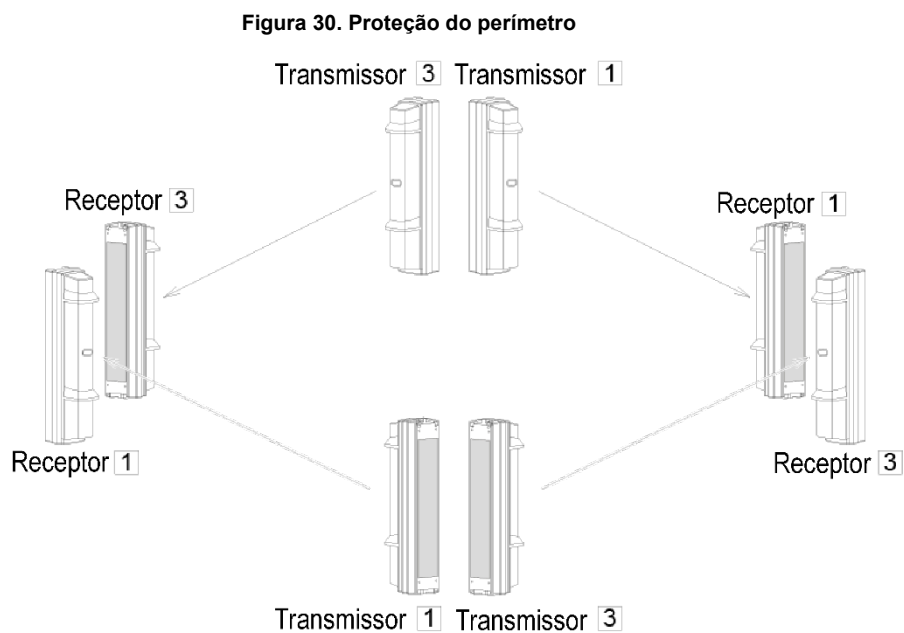 Figura 30. Proteção do perímetro
Transmissor 3 Transmissor 1
Receptor 3
Receptor 1
Receptor 1
Receptor 3
Transmissor 1 Transmissor 3